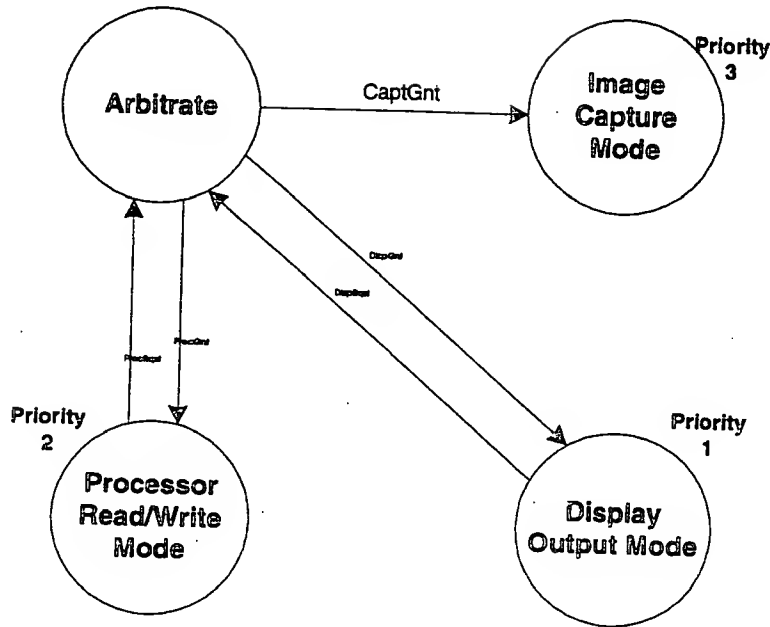 Arbitrate
CaptGnt
Image
Capture
Mode
Priority
3
DispGnt
ProcGnt
Priority
2
Processor
Read/Write
Mode
Priority
1
Display
Output Mode